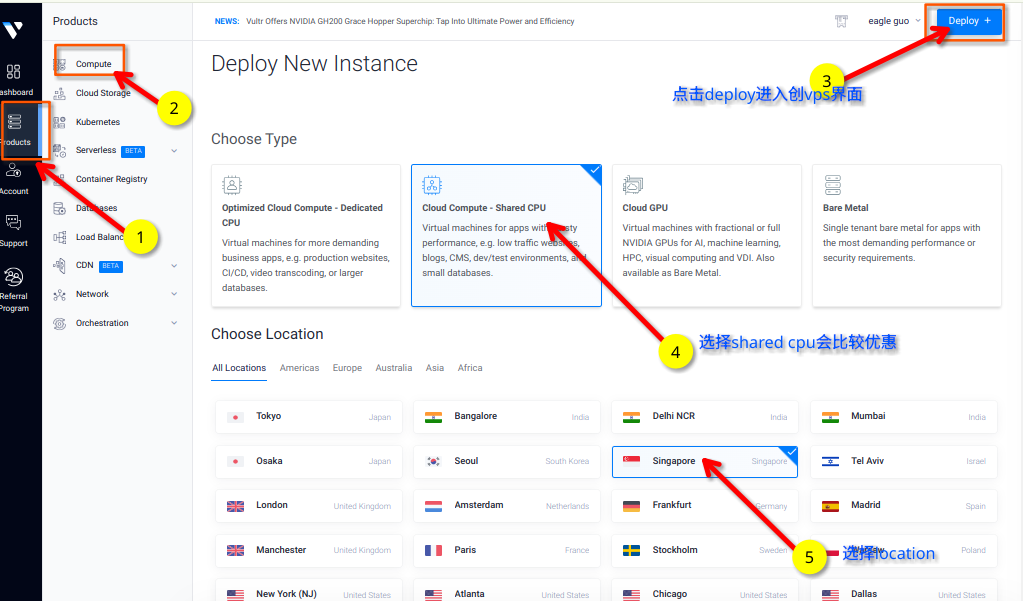 Products
NEWS: Vultr Offers NVIDIA GH200 Grace Hopper Superchip: Tap Into Ultimate Power and Efficiency
eagle guo
Deploy +
3
点击deploy进入创vps界面
Compute
2
Cloud Storage
Kubernetes
Serverless BETA
Container Registry
Databases
Load Balanc
CDN BETA
Network
Orchestration
ashboard
Products
Account
1
Support
Referral
Program
Deploy New Instance
Choose Type
Optimized Cloud Compute - Dedicated
CPU
Virtual machines for more demanding
business apps, e.g. production websites,
CI/CD, video transcoding, or larger
databases.
Cloud Compute - Shared CPU
Virtual machines for apps with bursty
performance, e.g. low traffic websites,
blogs, CMS, dev/test environments, and
small databases.
Cloud GPU
Virtual machines with fractional or full
NVIDIA GPUs for AI, machine learning,
HPC, visual computing and VDI. Also
available as Bare Metal.
Bare Metal
Single tenant bare metal for apps with
the most demanding performance or
security requirements.
4
选择shared cpu会比较优惠
Choose Location
All Locations Americas Europe Australia Asia Africa
Tokyo Japan
Bangalore India
Delhi NCR India
Mumbai India
Osaka Japan
Seoul South Korea
Singapore Singapore
Tel Aviv Israel
London United Kingdom
Amsterdam Netherlands
Frankfurt Germany
Madrid Spain
Manchester United Kingdom
Paris France
Stockholm Sweden
Warsaw Poland
5
选择location
New York (NJ) United States
Atlanta United States
Chicago United States
Dallas United States